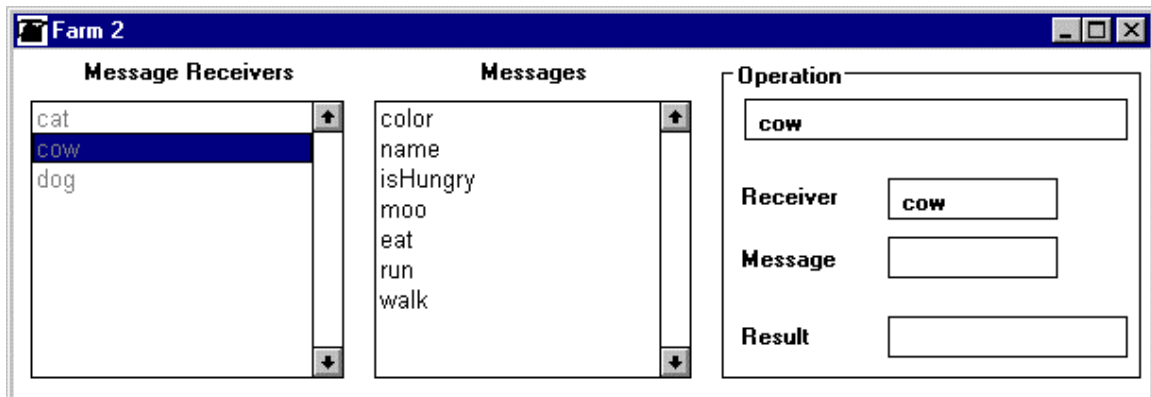 Farm 2
Message Receivers
cat
cow
dog
Messages
color
name
isHungry
moo
eat
run
walk
Operation
cow
Receiver cow
Message
Result